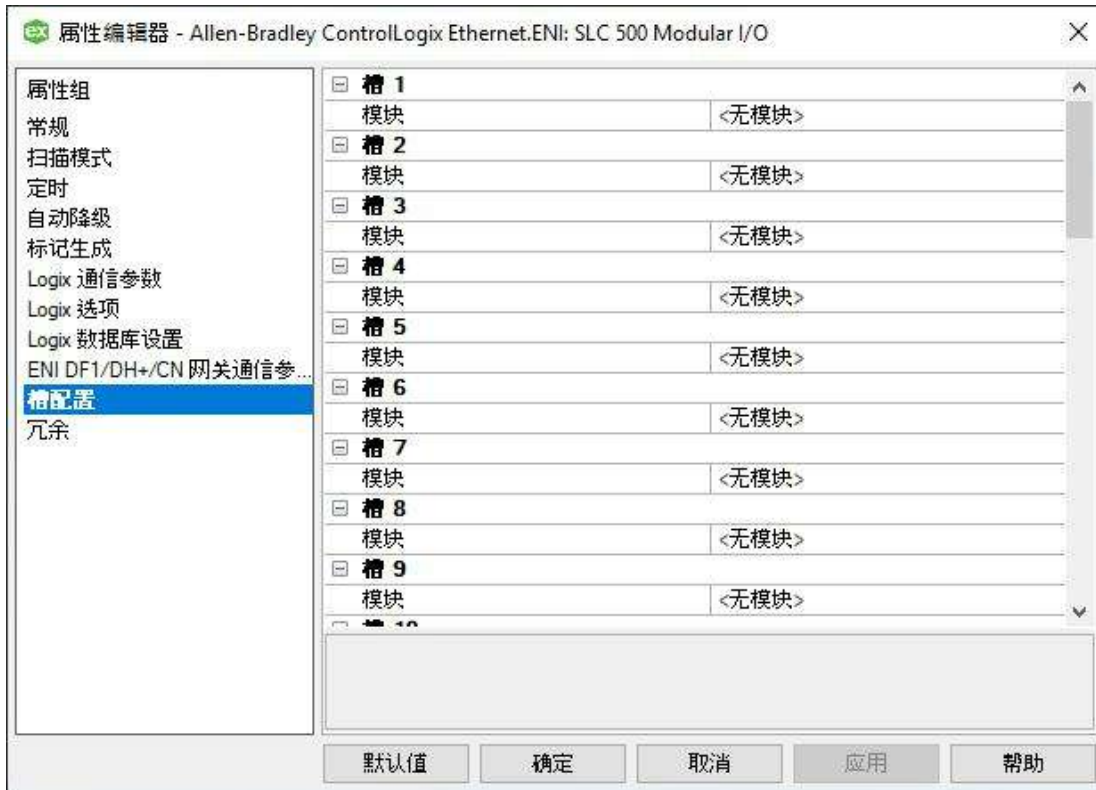 属性编辑器 - Allen-Bradley ControlLogix Ethernet.ENI: SLC 500 Modular I/O
属性组
常规
扫描模式
定时
自动降级
标记生成
Logix 通信参数
Logix 选项
Logix 数据库设置
ENI DF1/DH+/CN 网关通信参...
槽配置
冗余
槽 1
模块 <无模块>
槽 2
模块 <无模块>
槽 3
模块 <无模块>
槽 4
模块 <无模块>
槽 5
模块 <无模块>
槽 6
模块 <无模块>
槽 7
模块 <无模块>
槽 8
模块 <无模块>
槽 9
模块 <无模块>
槽 10
默认值 确定 取消 应用 帮助